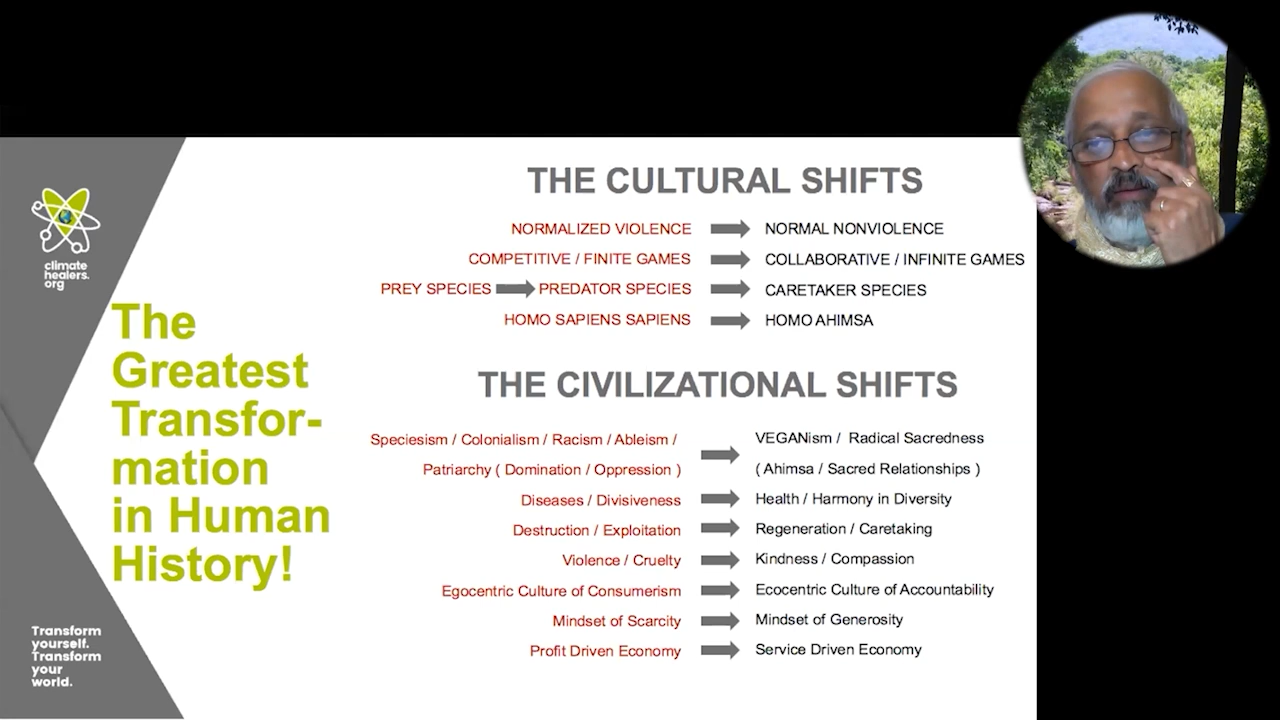 climate
healers.
org
The
Greatest
Transfor-
mation
in Human
History!
Transform
yourself.
Transform
your
world.
THE CULTURAL SHIFTS
NORMALIZED VIOLENCE NORMAL NONVIOLENCE
COMPETITIVE / FINITE GAMES COLLABORATIVE / INFINITE GAMES
PREY SPECIES PREDATOR SPECIES CARETAKER SPECIES
HOMO SAPIENS SAPIENS HOMO AHIMSA
THE CIVILIZATIONAL SHIFTS
Speciesism / Colonialism / Racism / Ableism / VEGANism / Radical Sacredness
Patriarchy ( Domination / Oppression ) ( Ahimsa / Sacred Relationships )
Diseases / Divisiveness Health / Harmony in Diversity
Destruction / Exploitation Regeneration / Caretaking
Violence / Cruelty Kindness / Compassion
Egocentric Culture of Consumerism Ecocentric Culture of Accountability
Mindset of Scarcity Mindset of Generosity
Profit Driven Economy Service Driven Economy